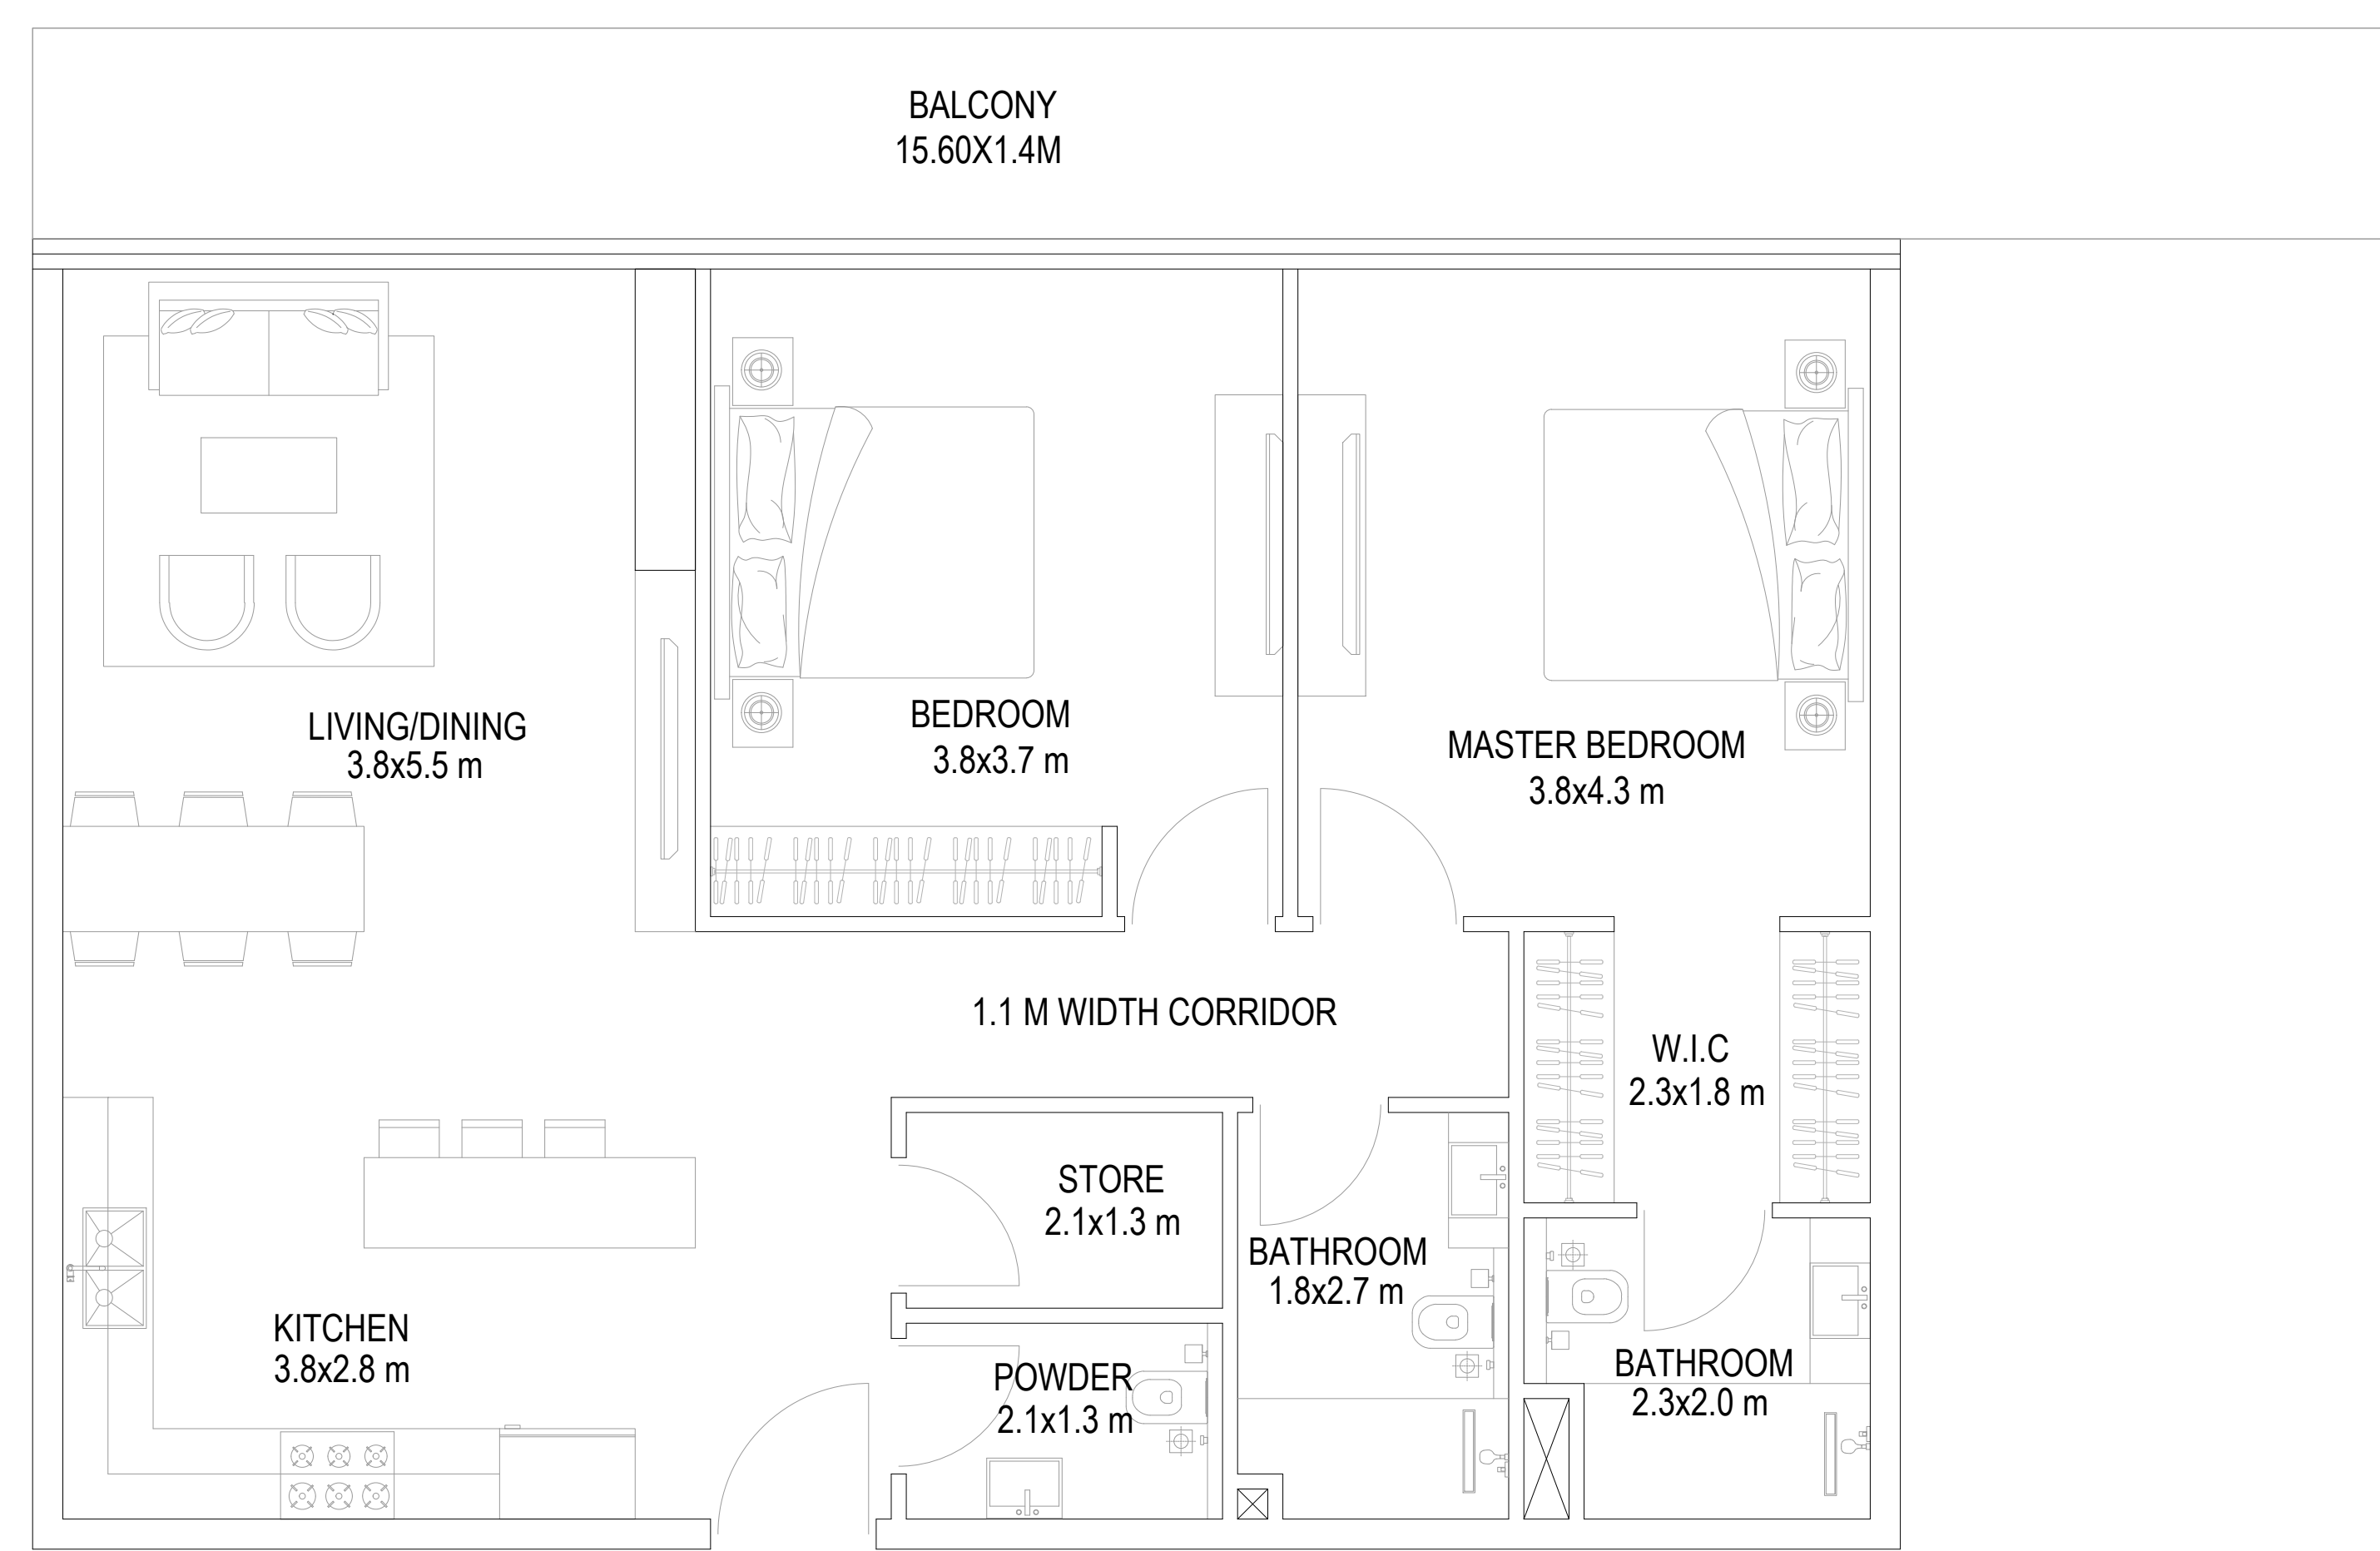 BALCONY
15.60X1.4M
LIVING/DINING
3.8x5.5 m
BEDROOM
3.8x3.7 m
MASTER BEDROOM
3.8x4.3 m
1.1 M WIDTH CORRIDOR
W.I.C
2.3x1.8 m
STORE
2.1x1.3 m
BATHROOM
1.8x2.7 m
KITCHEN
3.8x2.8 m
POWDER
2.1x1.3 m
BATHROOM
2.3x2.0 m